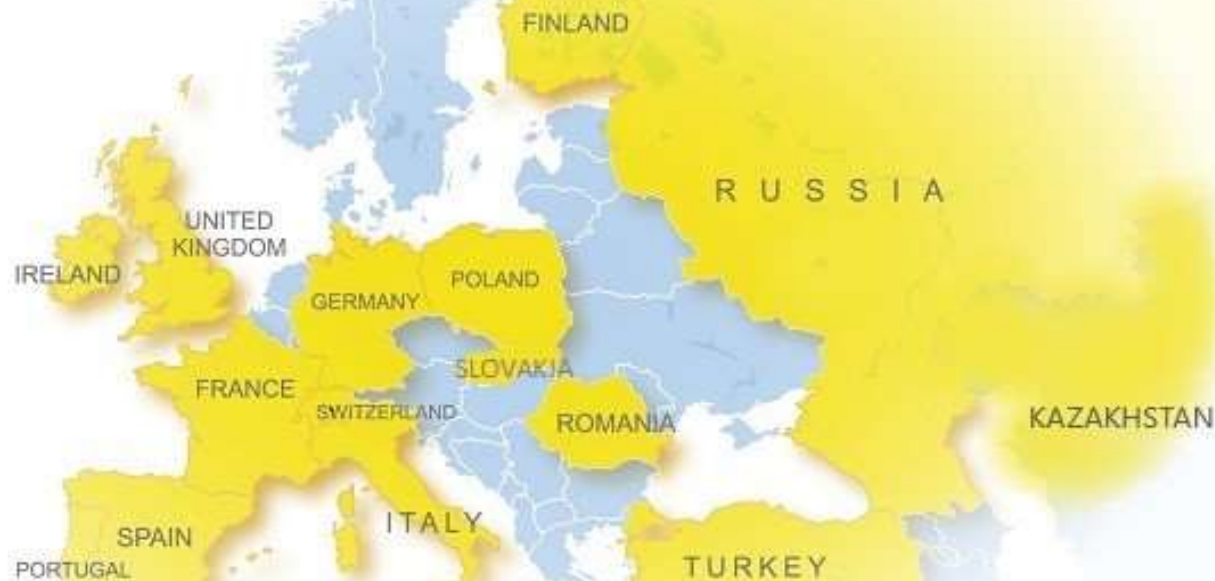 FINLAND
RUSSIA
UNITED
KINGDOM
IRELAND
POLAND
GERMANY
SLOVAKIA
FRANCE
SWITZERLAND
ROMANIA
KAZAKHSTAN
ITALY
SPAIN
PORTUGAL
TURKEY